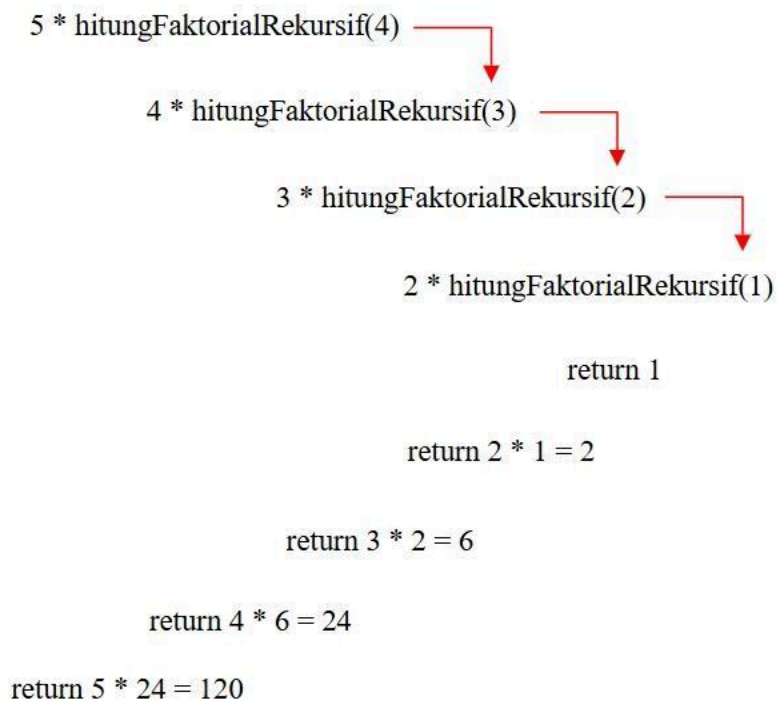 5 * hitungFaktorialRekursif(4)
4 * hitungFaktorialRekursif(3)
3 * hitungFaktorialRekursif(2)
2 * hitungFaktorialRekursif(1)
return 1
return 2 * 1 = 2
return 3 * 2 = 6
return 4 * 6 = 24
return 5 * 24 = 120